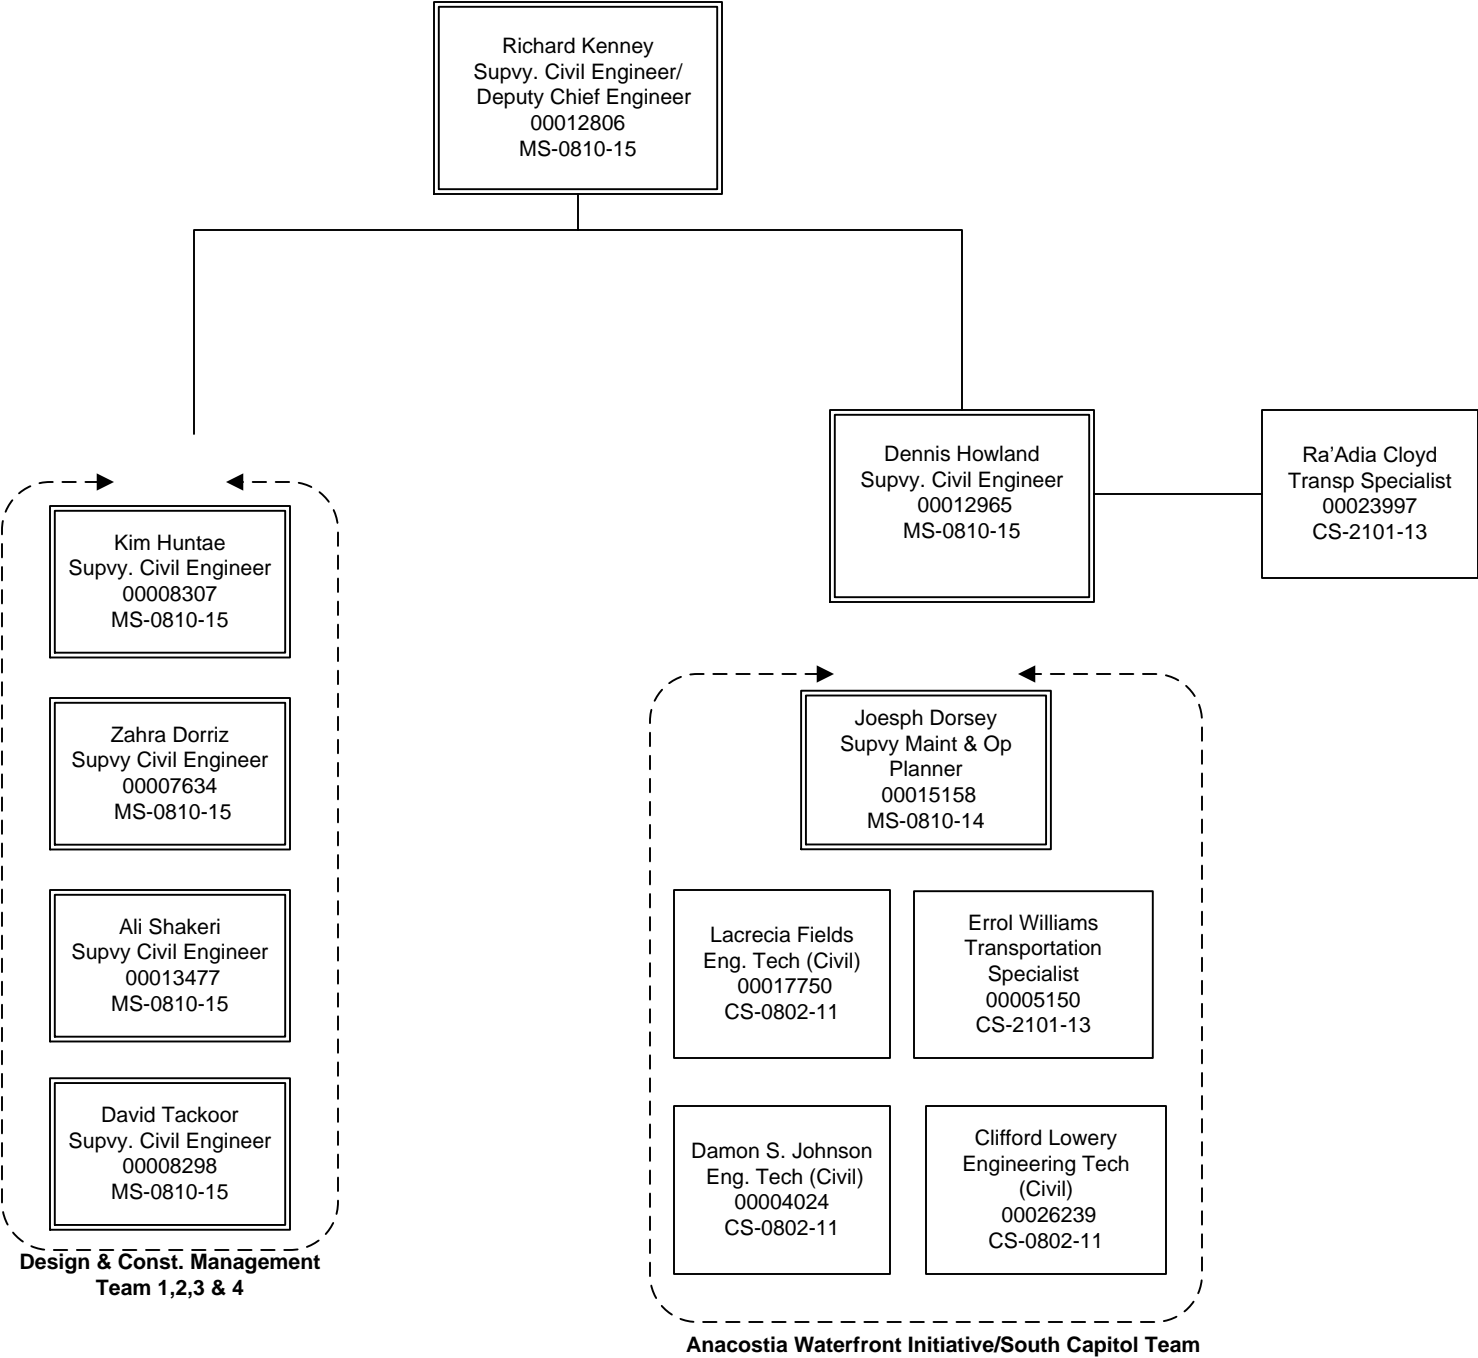 Richard Kenney
Supvy. Civil Engineer/
Deputy Chief Engineer
00012806
MS-0810-15
Dennis Howland
Supvy. Civil Engineer
00012965
MS-0810-15
Ra’Adia Cloyd
Transp Specialist
00023997
CS-2101-13
Kim Huntae
Supvy. Civil Engineer
00008307
MS-0810-15
Zahra Dorriz
Supvy Civil Engineer
00007634
MS-0810-15
Ali Shakeri
Supvy Civil Engineer
00013477
MS-0810-15
David Tackoor
Supvy. Civil Engineer
00008298
MS-0810-15
Design & Const. Management
Team 1,2,3 & 4
Joesph Dorsey
Supvy Maint & Op
Planner
00015158
MS-0810-14
Lacrecia Fields
Eng. Tech (Civil)
00017750
CS-0802-11
Errol Williams
Transportation
Specialist
00005150
CS-2101-13
Damon S. Johnson
Eng. Tech (Civil)
00004024
CS-0802-11
Clifford Lowery
Engineering Tech
(Civil)
00026239
CS-0802-11
Anacostia Waterfront Initiative/South Capitol Team